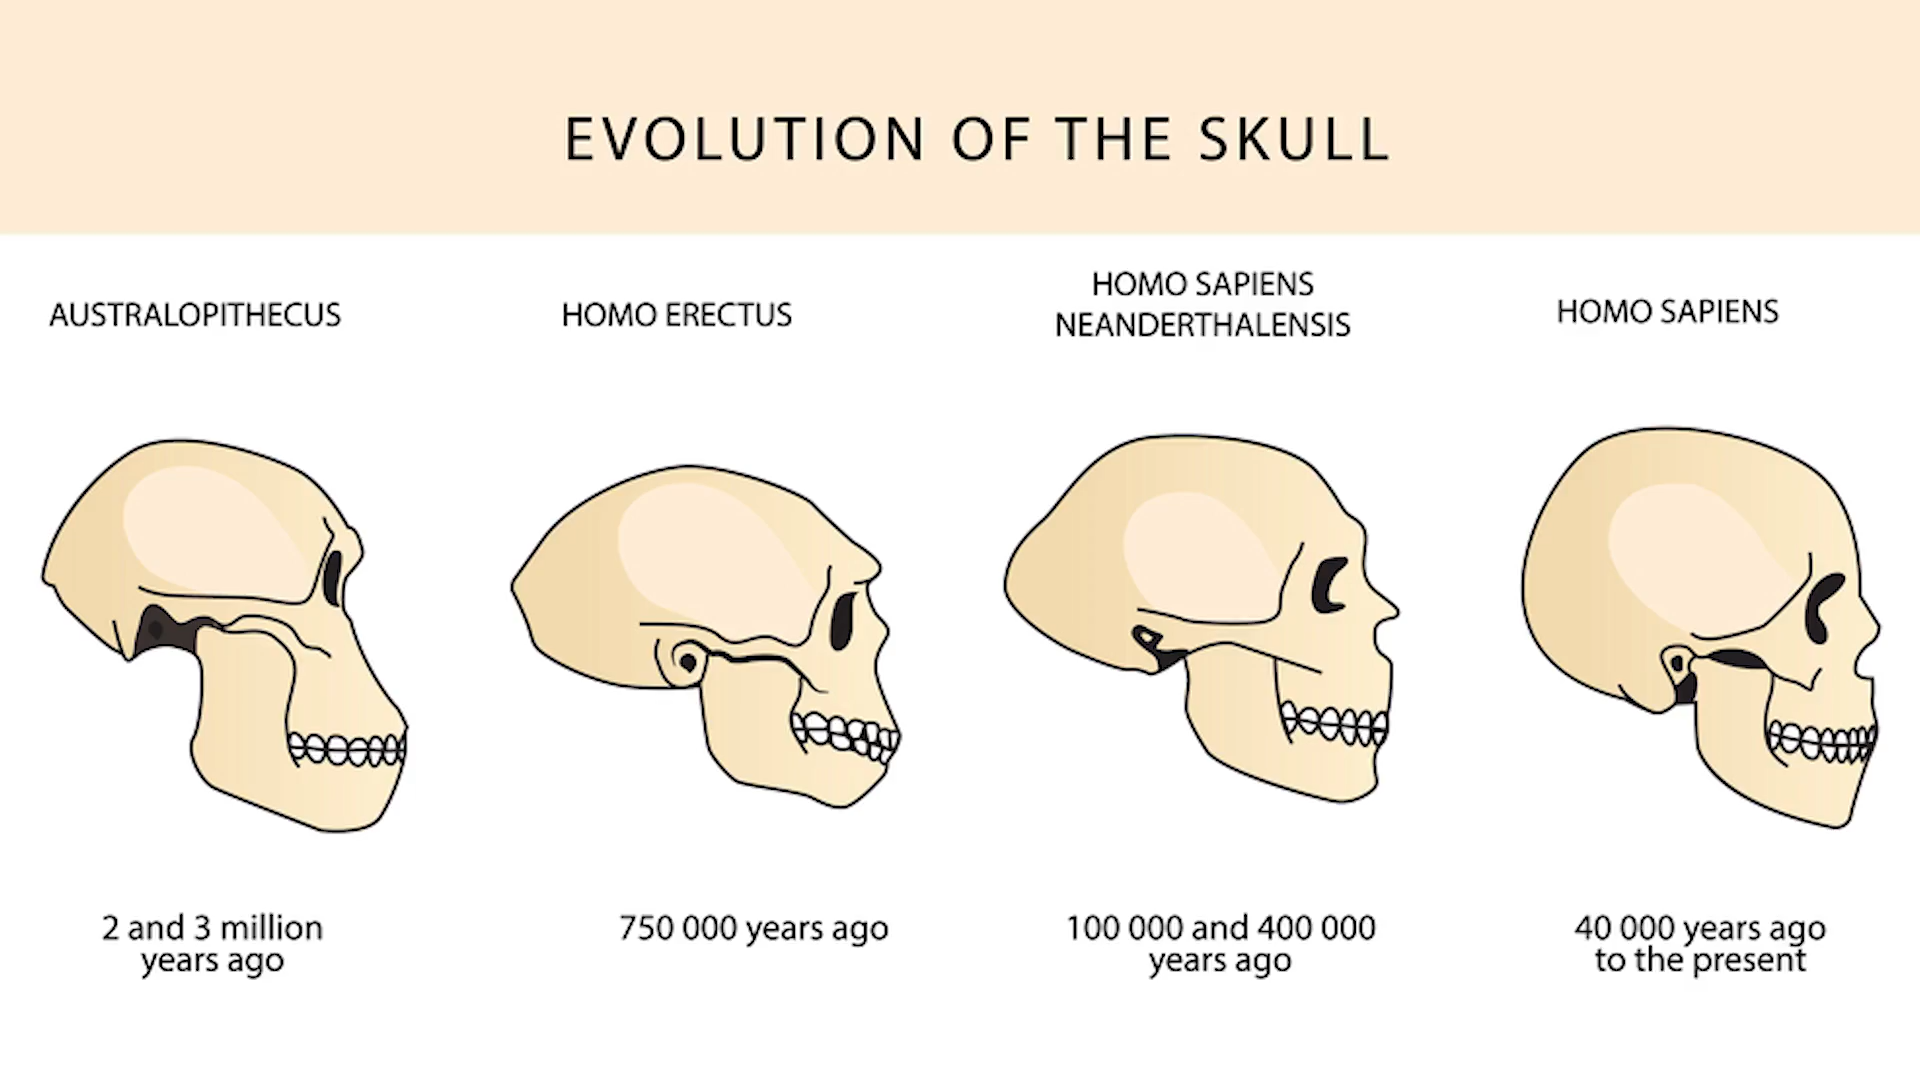 EVOLUTION OF THE SKULL
AUSTRALOPITHECUS
HOMO ERECTUS
HOMO SAPIENS
NEANDERTHALENSIS
HOMO SAPIENS
2 and 3 million
years ago
750 000 years ago
100 000 and 400 000
years ago
40 000 years ago
to the present